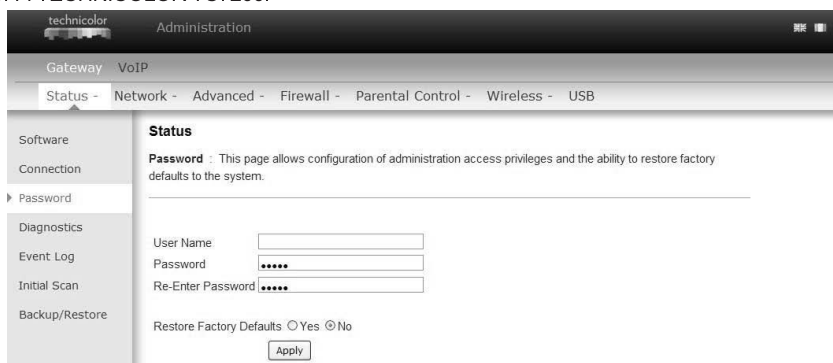 technicolor
Administration
Gateway VoIP
Status - Network - Advanced - Firewall - Parental Control - Wireless - USB
Software
Connection
Password
Diagnostics
Event Log
Initial Scan
Backup/Restore
Status
Password : This page allows configuration of administration access privileges and the ability to restore factory
defaults to the system.
User Name
Password •••••
Re-Enter Password •••••
Restore Factory Defaults Yes No
Apply